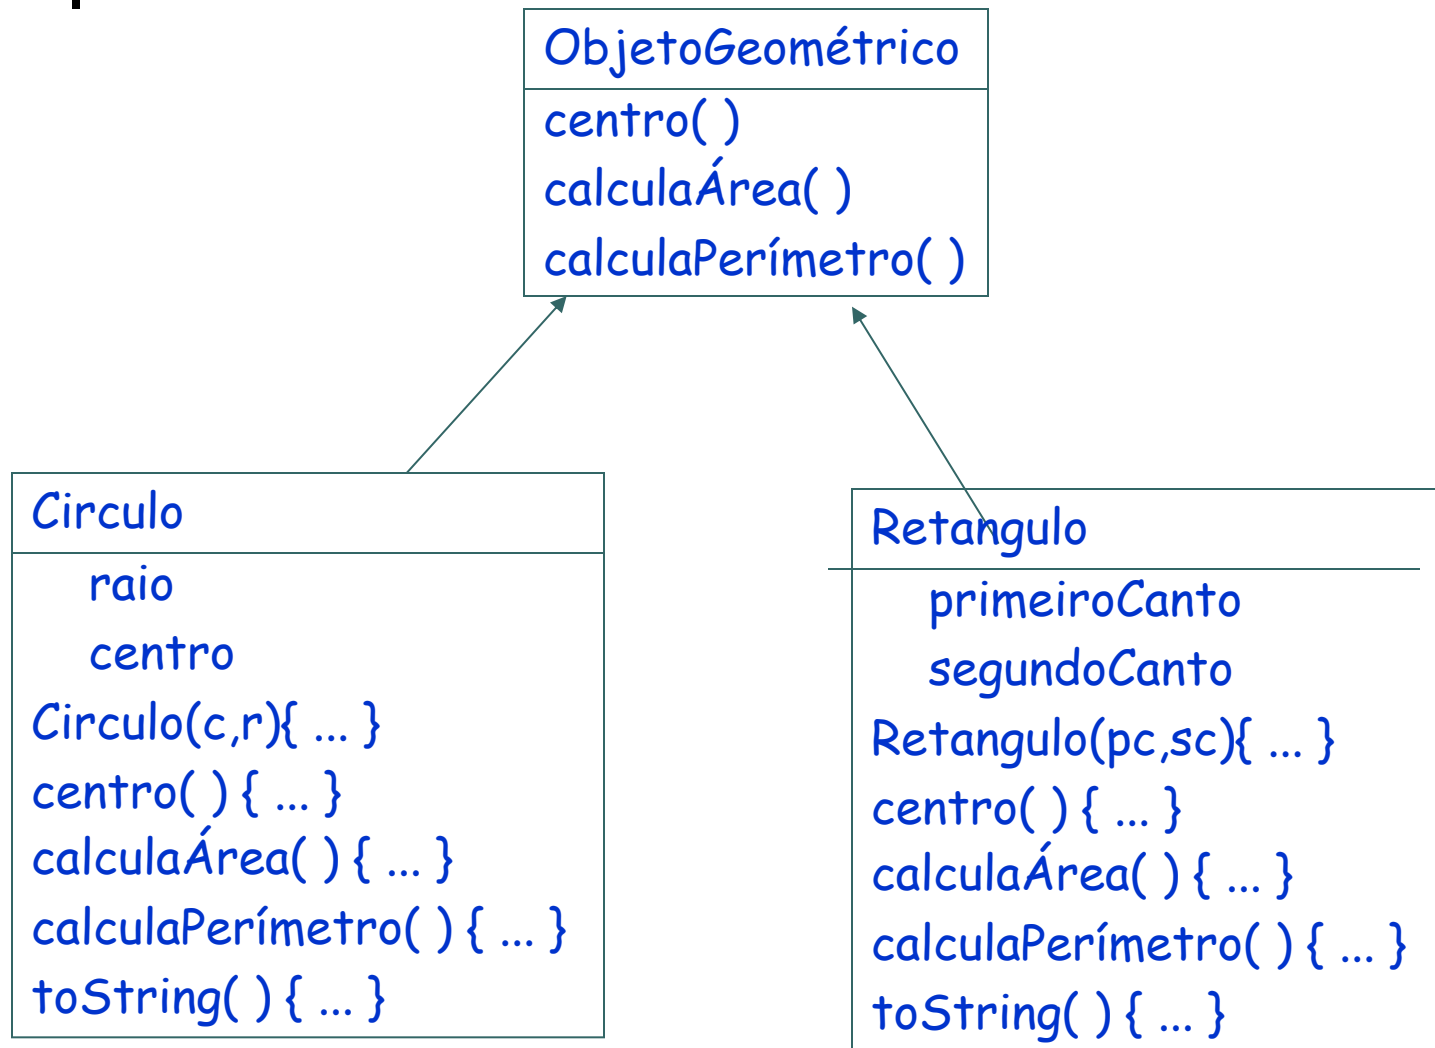 ObjetoGeométrico
centro( )
calculaÁrea( )
calculaPerímetro( )
Circulo
raio
centro
Circulo(c,r){ ... }
centro( ) { ... }
calculaÁrea( ) { ... }
calculaPerímetro( ) { ... }
toString( ) { ... }
Retangulo
primeiroCanto
segundoCanto
Retangulo(pc,sc){ ... }
centro( ) { ... }
calculaÁrea( ) { ... }
calculaPerímetro( ) { ... }
toString( ) { ... }